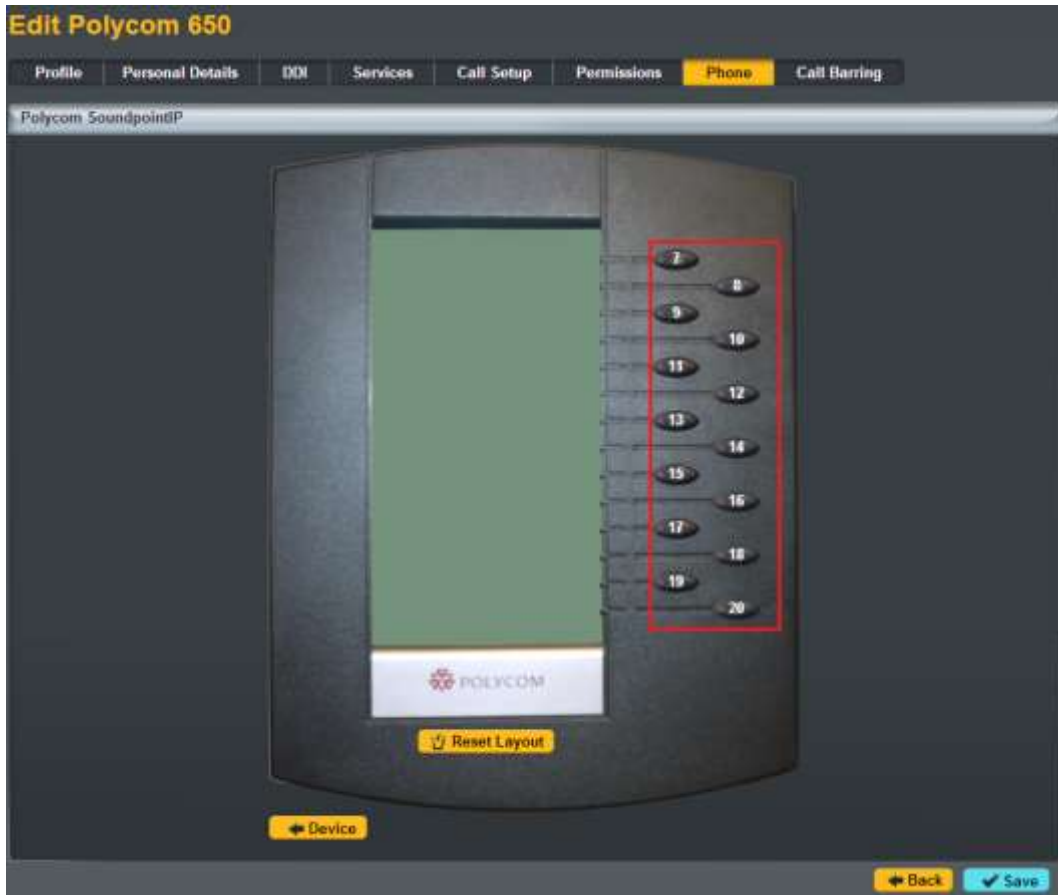 Edit Polycom 650
Profile Personal Details DDI Services Call Setup Permissions Phone Call Barring
Polycom SoundpointIP
7
8
9
10
11
12
13
14
15
16
17
18
19
20
POLYCOM
Reset Layout
Device
Back Save